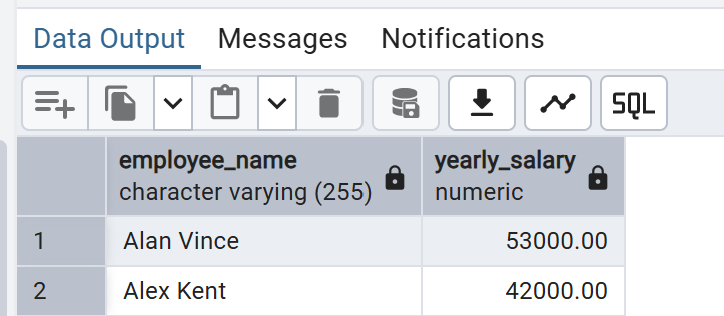 Data Output Messages Notifications
SQL
employee_name yearly_salary
character varying (255) numeric
1 Alan Vince 53000.00
2 Alex Kent 42000.00